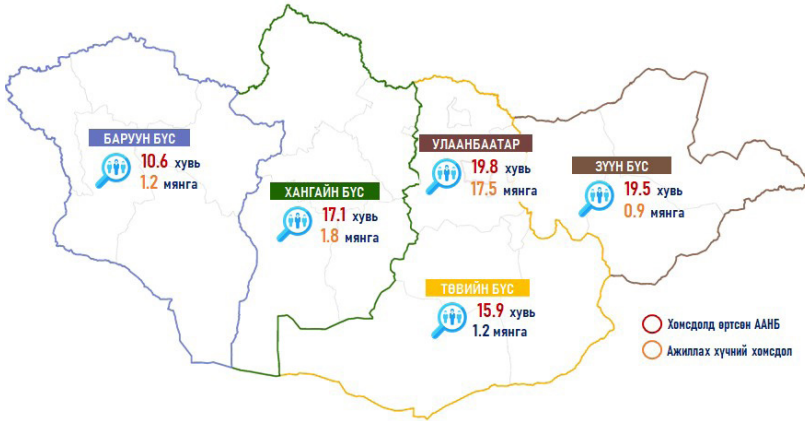 БАРУУН БҮС
10.6 хувь
1.2 мянга
ХАНГАЙН БҮС
17.1 хувь
1.8 мянга
УЛААНБААТАР
19.8 хувь
17.5 мянга
ЗҮҮН БҮС
19.5 хувь
0.9 мянга
ТӨВИЙН БҮС
15.9 хувь
1.2 мянга
Хомсдолд өртсөн ААНБ
Ажиллах хүчний хомсдол